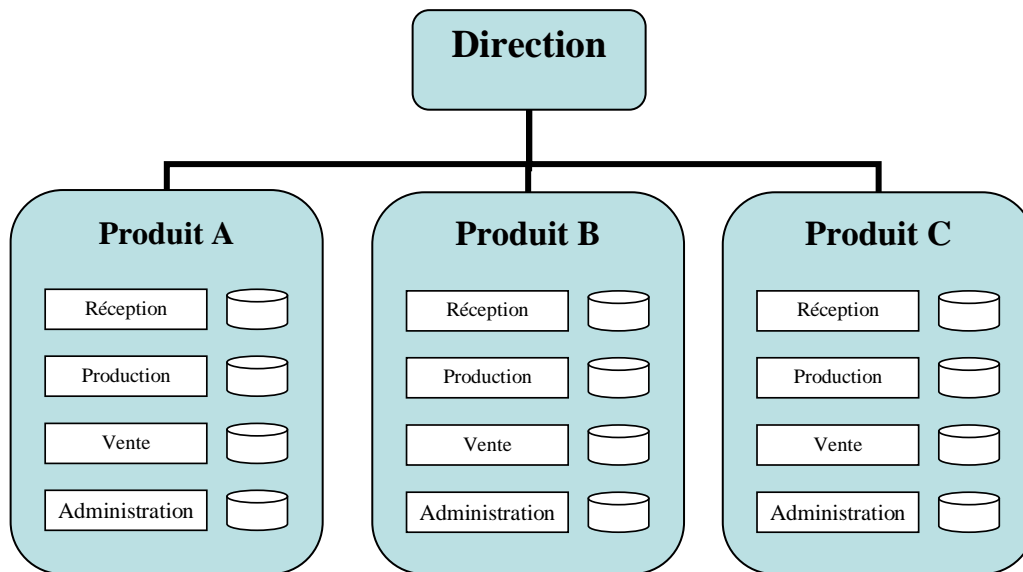 Direction
Produit A
Réception
Production
Vente
Administration
Produit B
Réception
Production
Vente
Administration
Produit C
Réception
Production
Vente
Administration